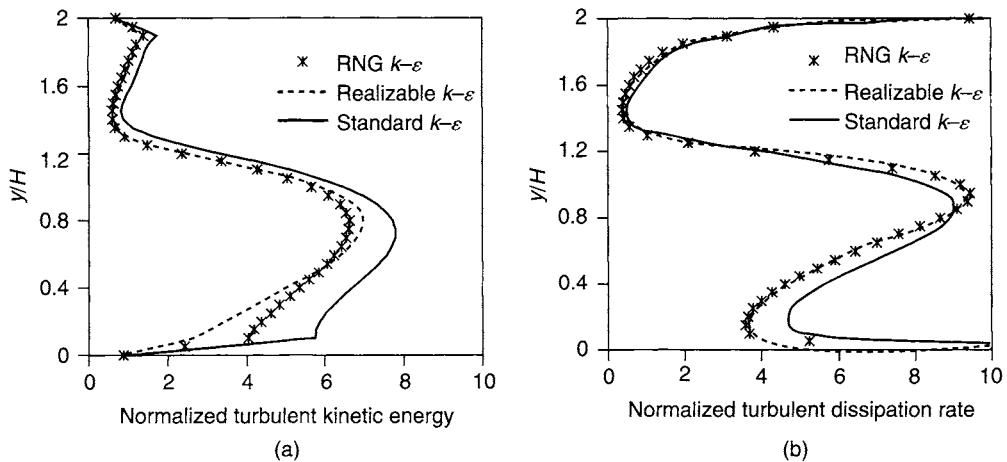 2
1.6
1.2
0.8
0.4
0
y/H
RNG k–ε
Realizable k–ε
Standard k–ε
0 2 4 6 8 10
Normalized turbulent kinetic energy
(a)
2
1.6
1.2
0.8
0.4
0
y/H
RNG k–ε
Realizable k–ε
Standard k–ε
0 2 4 6 8 10
Normalized turbulent dissipation rate
(b)